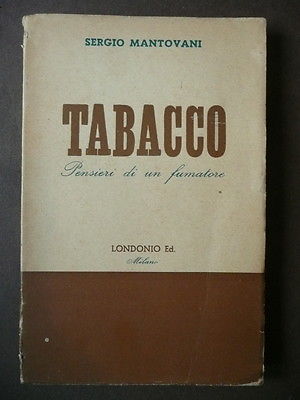 SERGIO MANTOVANI
TABACCO
Pensieri di un fumatore
LONDONIO Ed.
Milano